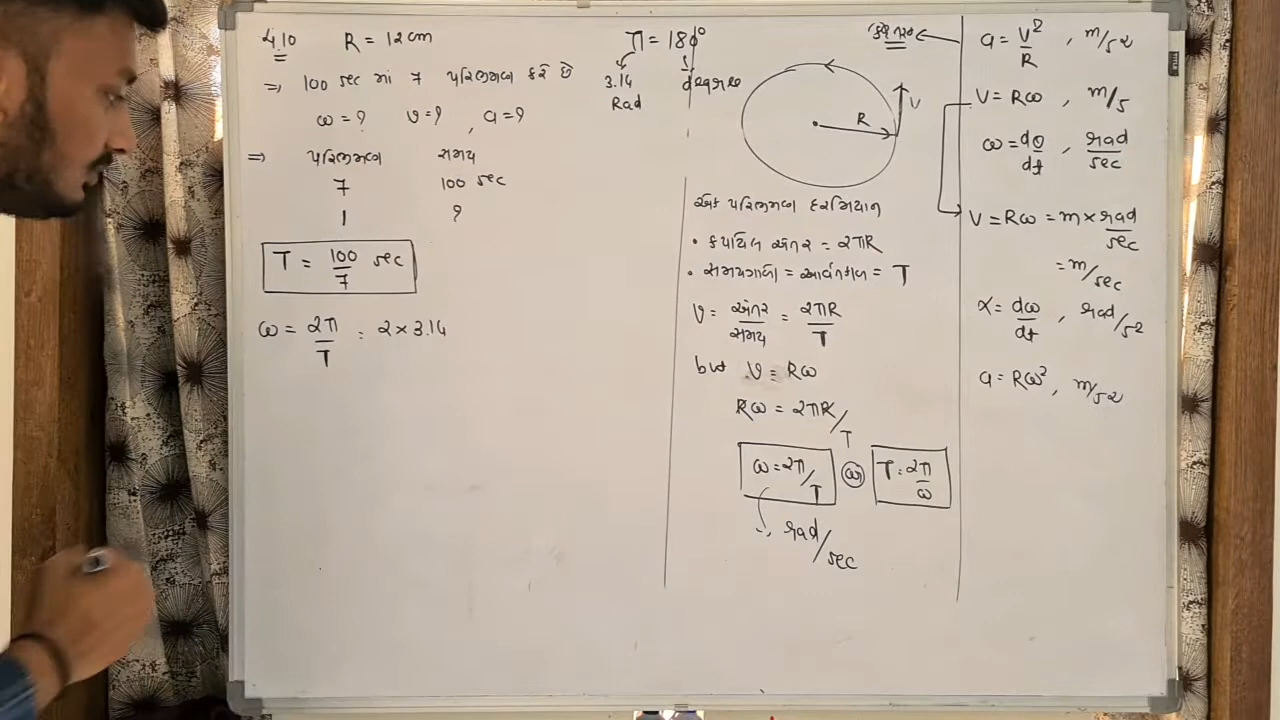 4.10 R = 12 cm
⇒ 100 sec માં 7 પરિભ્રમણ કરે છે
ω = ? v = ? , a = ?
⇒ પરિભ્રમણ સમય
7 100 sec
1 ?
T = 100/7 sec
ω = 2π/T = 2 × 3.14
π = 180°
3.14 degree
Rad
R
v
એક પરિભ્રમણ દરમિયાન
• કપાયેલ અંતર = 2πR
• સમયગાળો = આવર્તકાળ = T
v = અંતર/સમય = 2πR/T
but v = Rω
Rω = 2πR/T
ω = 2π/T T = 2π/ω
rad/sec
a = v²/R , m/s2
v = Rω , m/s
ω = dθ/dt , rad/sec
v = Rω = m × rad/sec
= m/sec
α = dω/dt , rad/s²
a = Rω² , m/s2